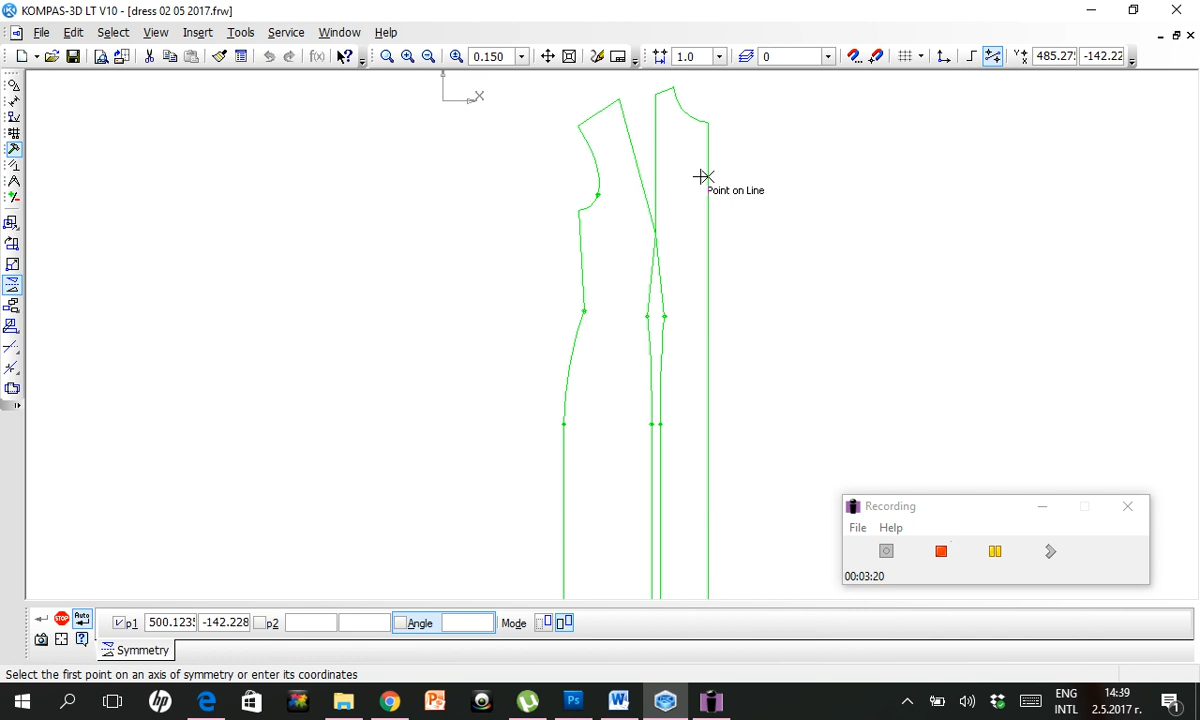 KOMPAS-3D LT V10 - [dress 02 05 2017.frw]
File Edit Select View Insert Tools Service Window Help
0.150 1.0 0 485.27 -142.22
X
Point on Line
Recording
File Help
00:03:20
Auto STOP p1 500.123 -142.228 p2 Angle Mode
Symmetry
Select the first point on an axis of symmetry or enter its coordinates
ENG 14:39
INTL 2.5.2017 г.